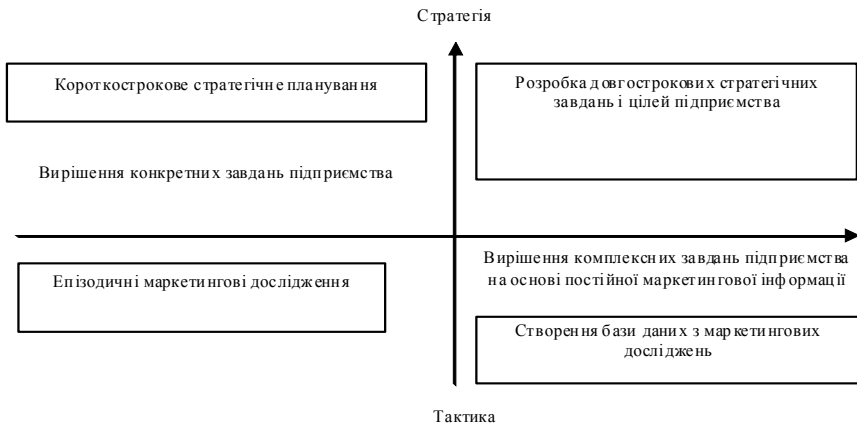 Стратегія
Короткострокове стратегічне планування
Розробка довгострокових стратегічних
завдань і цілей підприємства
Вирішення конкретних завдань підприємства
Вирішення комплексних завдань підприємства
на основі постійної маркетингової інформації
Епізодичні маркетингові дослідження
Створення бази даних з маркетингових
досліджень
Тактика